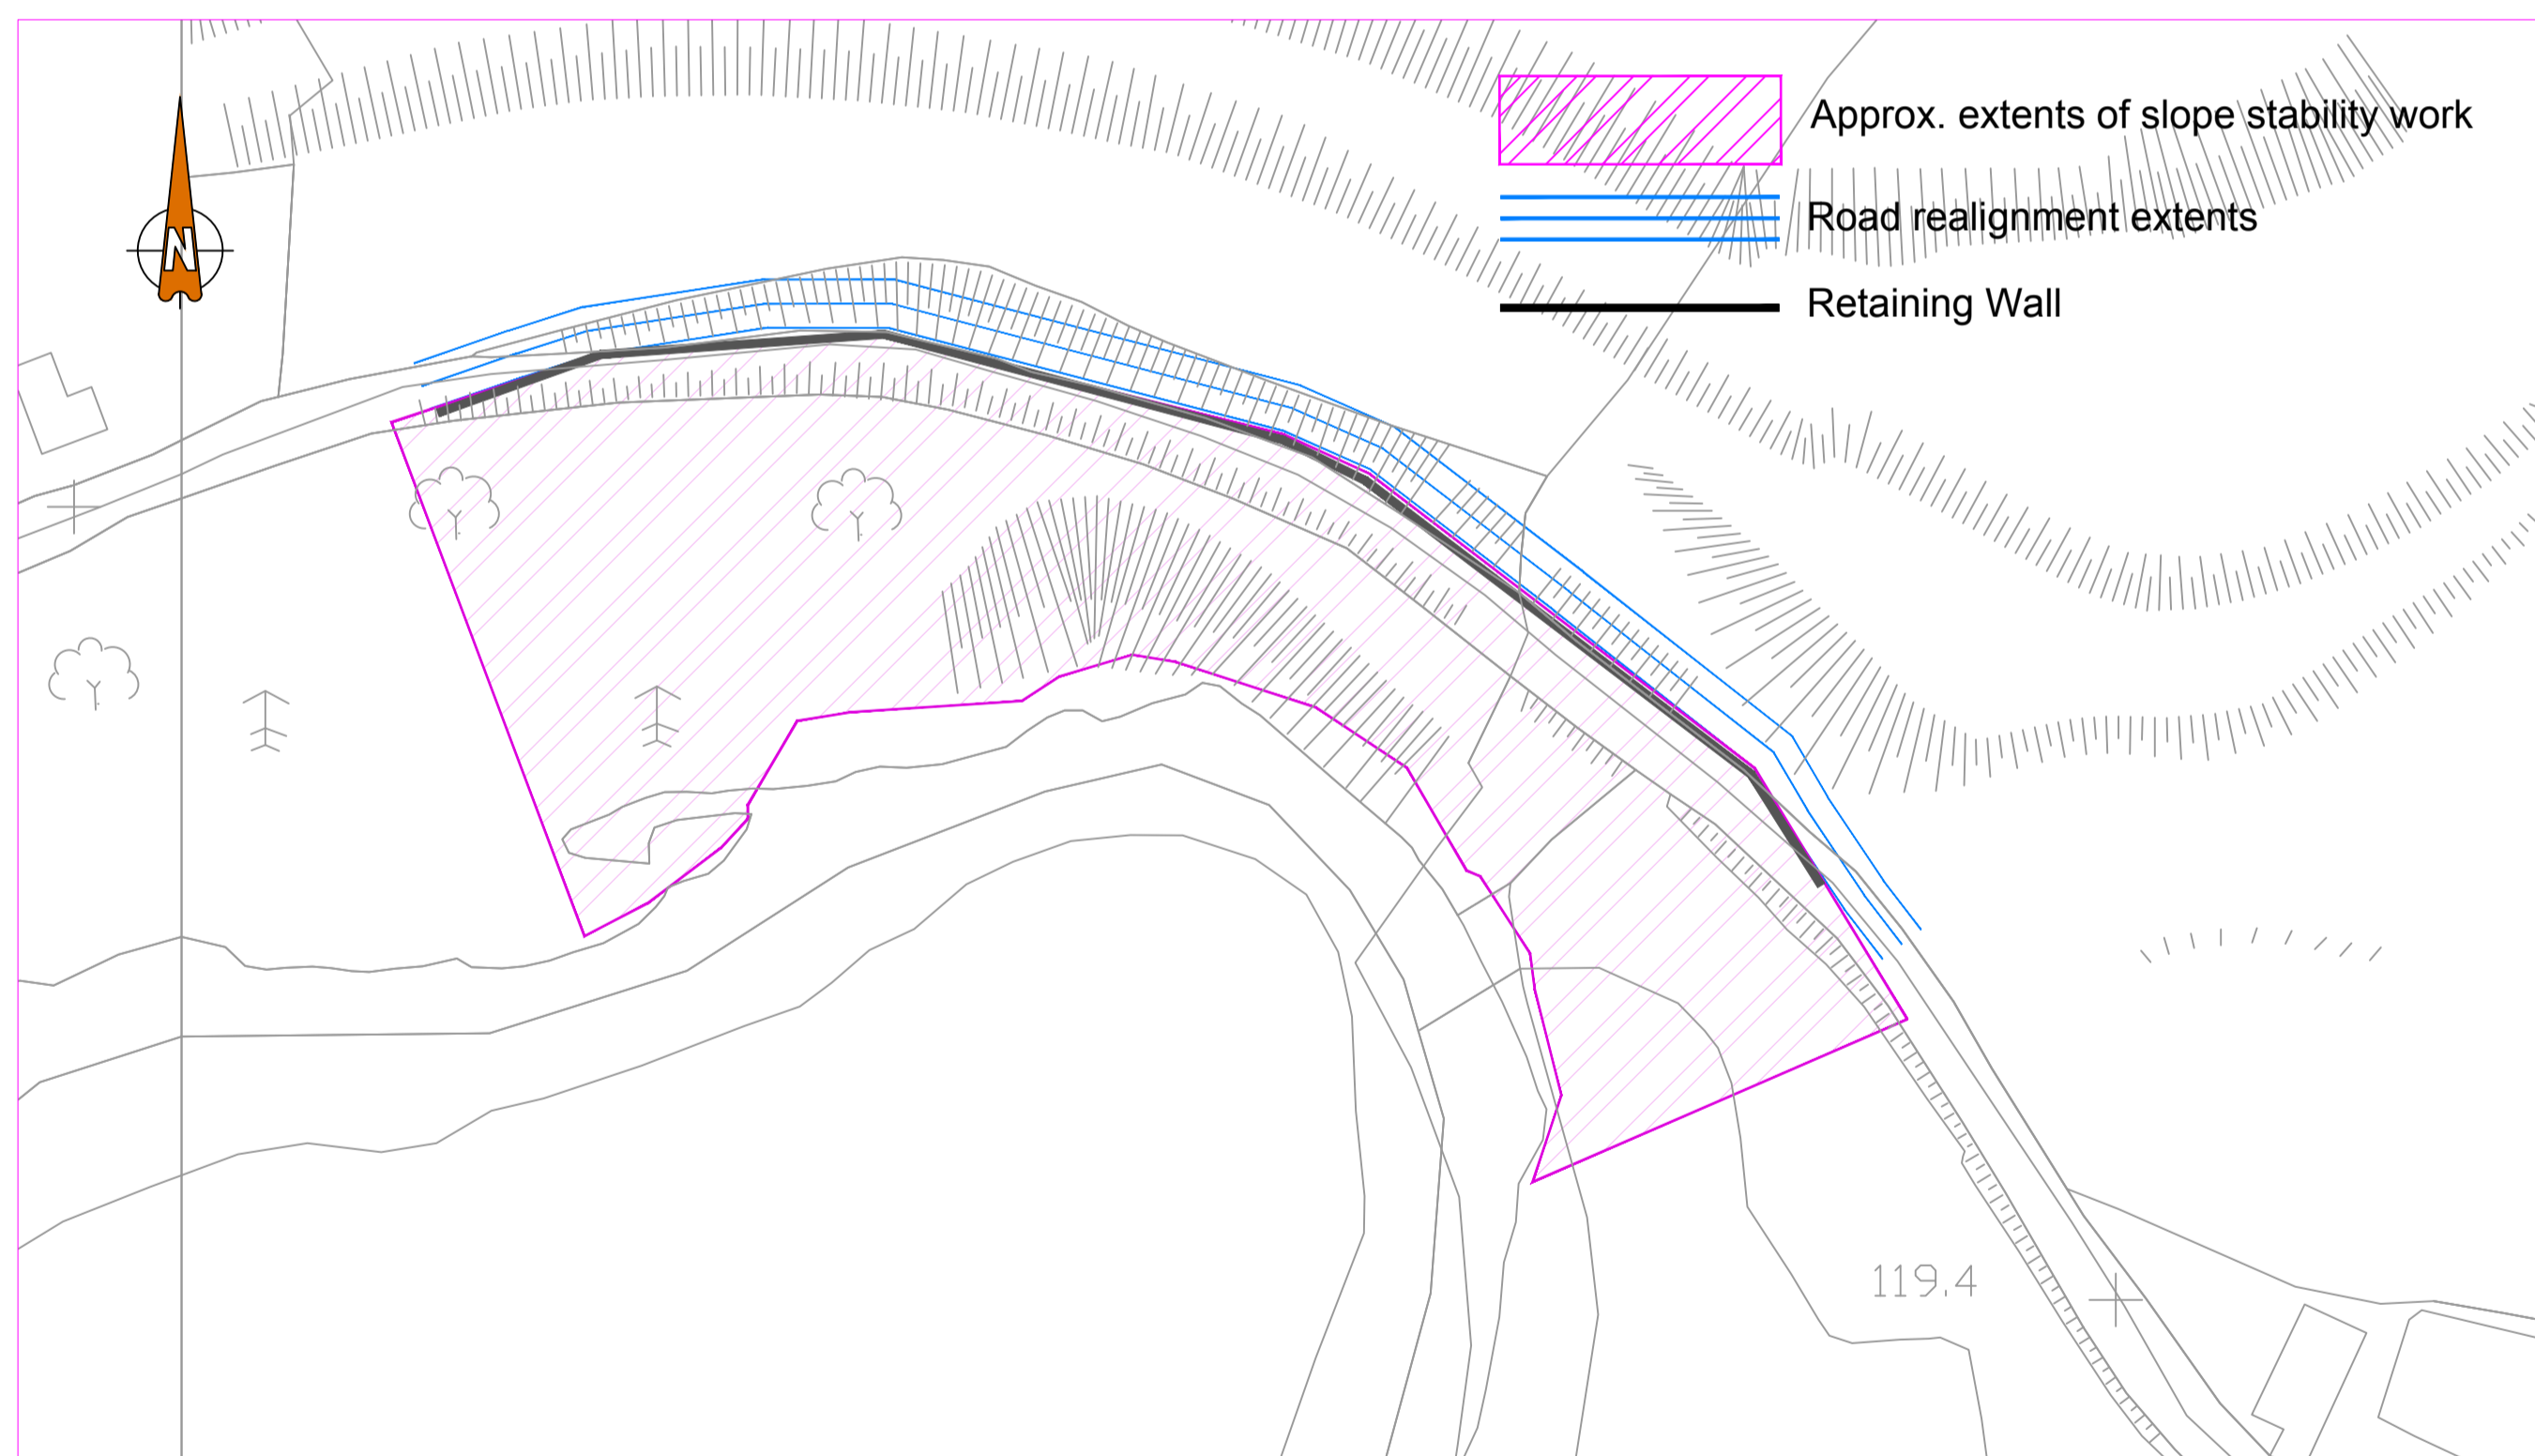 N
Approx. extents of slope stability work
Road realignment extents
Retaining Wall
119.4